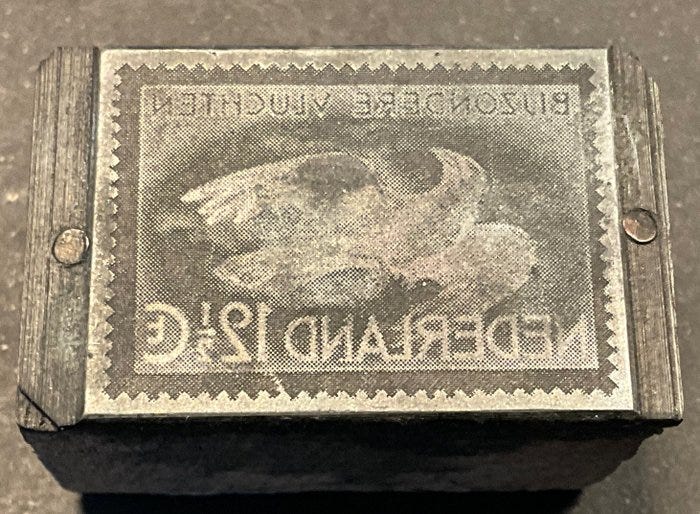 BIJZONDERE VLUCHTEN
NEDERLAND 12½ C